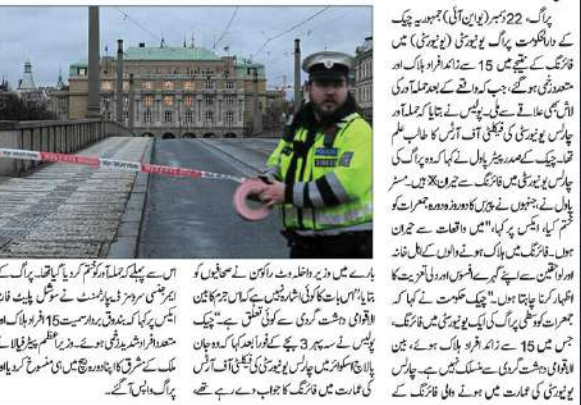 پراگ، 22 دسمبر (یو این آئی) جمہوریہ چیک
کے دارالحکومت پراگ یونیورسٹی (یونیورسٹی) میں
فائرنگ کے نتیجے میں 15 سے زائد افراد ہلاک اور
متعدد زخمی ہو گئے، جب کہ واقعے کے بعد حملہ آور کی
لاش بھی علاقے سے ملی۔ پولیس نے بتایا کہ حملہ آور
چارلس یونیورسٹی کی فیکلٹی آف آرٹس کا طالب علم
تھا۔ چیک کے صدر پیٹر پاول نے کہا کہ وہ پراگ کی
چارلس یونیورسٹی میں فائرنگ سے حیران X ہیں۔ مسٹر
پاول نے، جنہوں نے پیرس کا دو روزہ دورہ جمعرات کو
ختم کیا، ایکس پر کہا، "میں واقعات سے حیران
ہوں۔ فائرنگ میں ہلاک ہونے والوں کے اہل خانہ
اور لواحقین سے اپنے گہرے افسوس اور دلی تعزیت کا
اظہار کرنا چاہتا ہوں۔" چیک حکومت نے کہا کہ
جمعرات کو وسطی پراگ کی ایک یونیورسٹی میں فائرنگ،
جس میں 15 سے زائد افراد ہلاک ہوئے، بین
الاقوامی دہشت گردی سے منسلک نہیں ہے۔ چارلس
یونیورسٹی کی عمارت میں ہونے والی فائرنگ کے
بارے میں وزیر داخلہ وٹ راکوسن نے صحافیوں کو
بتایا، "اس بات کا کوئی اشارہ نہیں ہے کہ اس جرم کا بین
الاقوامی دہشت گردی سے کوئی تعلق ہے۔" چیک
پولیس نے سہ پہر 3 بجے کے فوراً بعد کہا کہ وہ جان
پالاچ اسکوائر میں چارلس یونیورسٹی کی فیکلٹی آف آرٹس
کی عمارت میں فائرنگ کا جواب دے رہے تھے
اس سے پہلے کہ حملہ آور کو ختم کر دیا گیا تھا۔ پراگ کے
ایمرجنسی سروسز ڈپارٹمنٹ نے سوشل پلیٹ فارم
ایکس پر کہا کہ بندوق بردار سمیت 15 افراد ہلاک اور
متعدد افراد شدید زخمی ہوئے۔ وزیر اعظم پیٹر فیالا نے
ملک کے مشرق کا اپنا دورہ بیچ میں ہی منسوخ کر دیا اور
پراگ واپس آ گئے۔